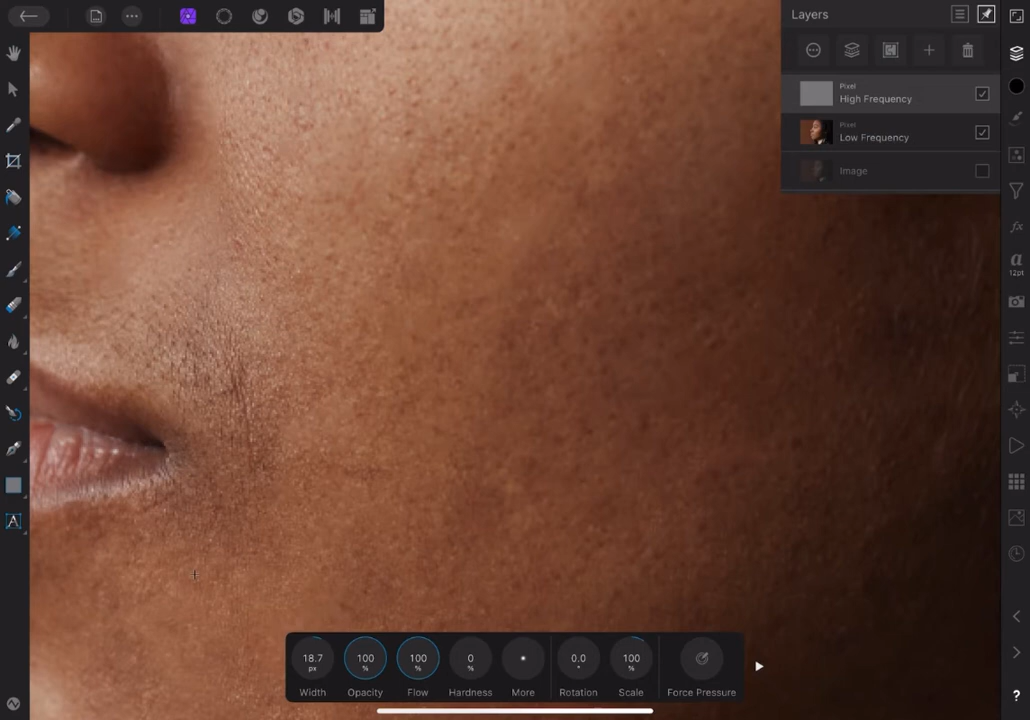 Layers
Pixel
High Frequency
Pixel
Low Frequency
Image
A
a
12pt
fx
18.7
px
Width
100
%
Opacity
100
%
Flow
0
%
Hardness
More
0.0
°
Rotation
100
%
Scale
Force Pressure
?